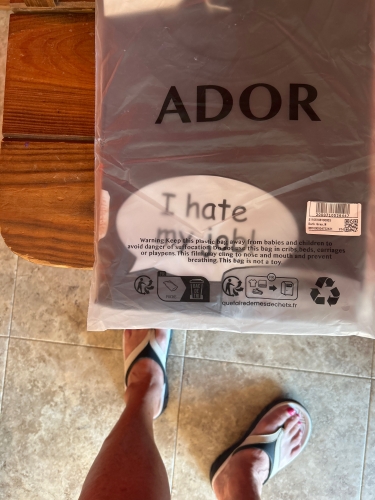 ADOR
I hate
my job!
Warning:Keep this plastic bag away from babies and children to
avoid danger of suffocation.Do not use this bag in cribs,beds, carriages
or playpens.This film may cling to nose and mouth and prevent
breathing.This bag is not a toy
quefairedemesdechets.fr